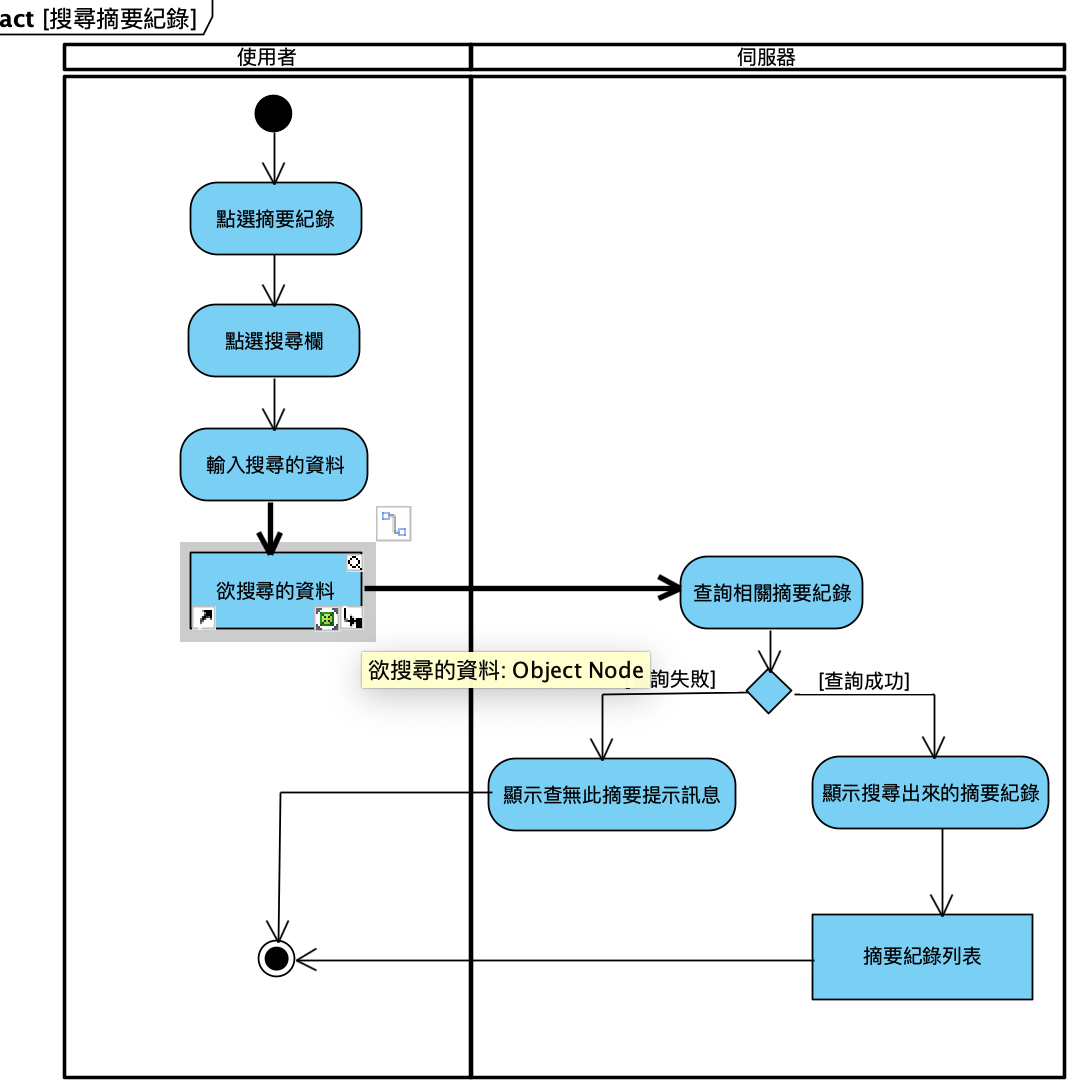 act [搜尋摘要紀錄]
使用者
伺服器
點選摘要紀錄
點選搜尋欄
輸入搜尋的資料
欲搜尋的資料
查詢相關摘要紀錄
欲搜尋的資料: Object Node
詢失敗]
[查詢成功]
顯示查無此摘要提示訊息
顯示搜尋出來的摘要紀錄
摘要紀錄列表